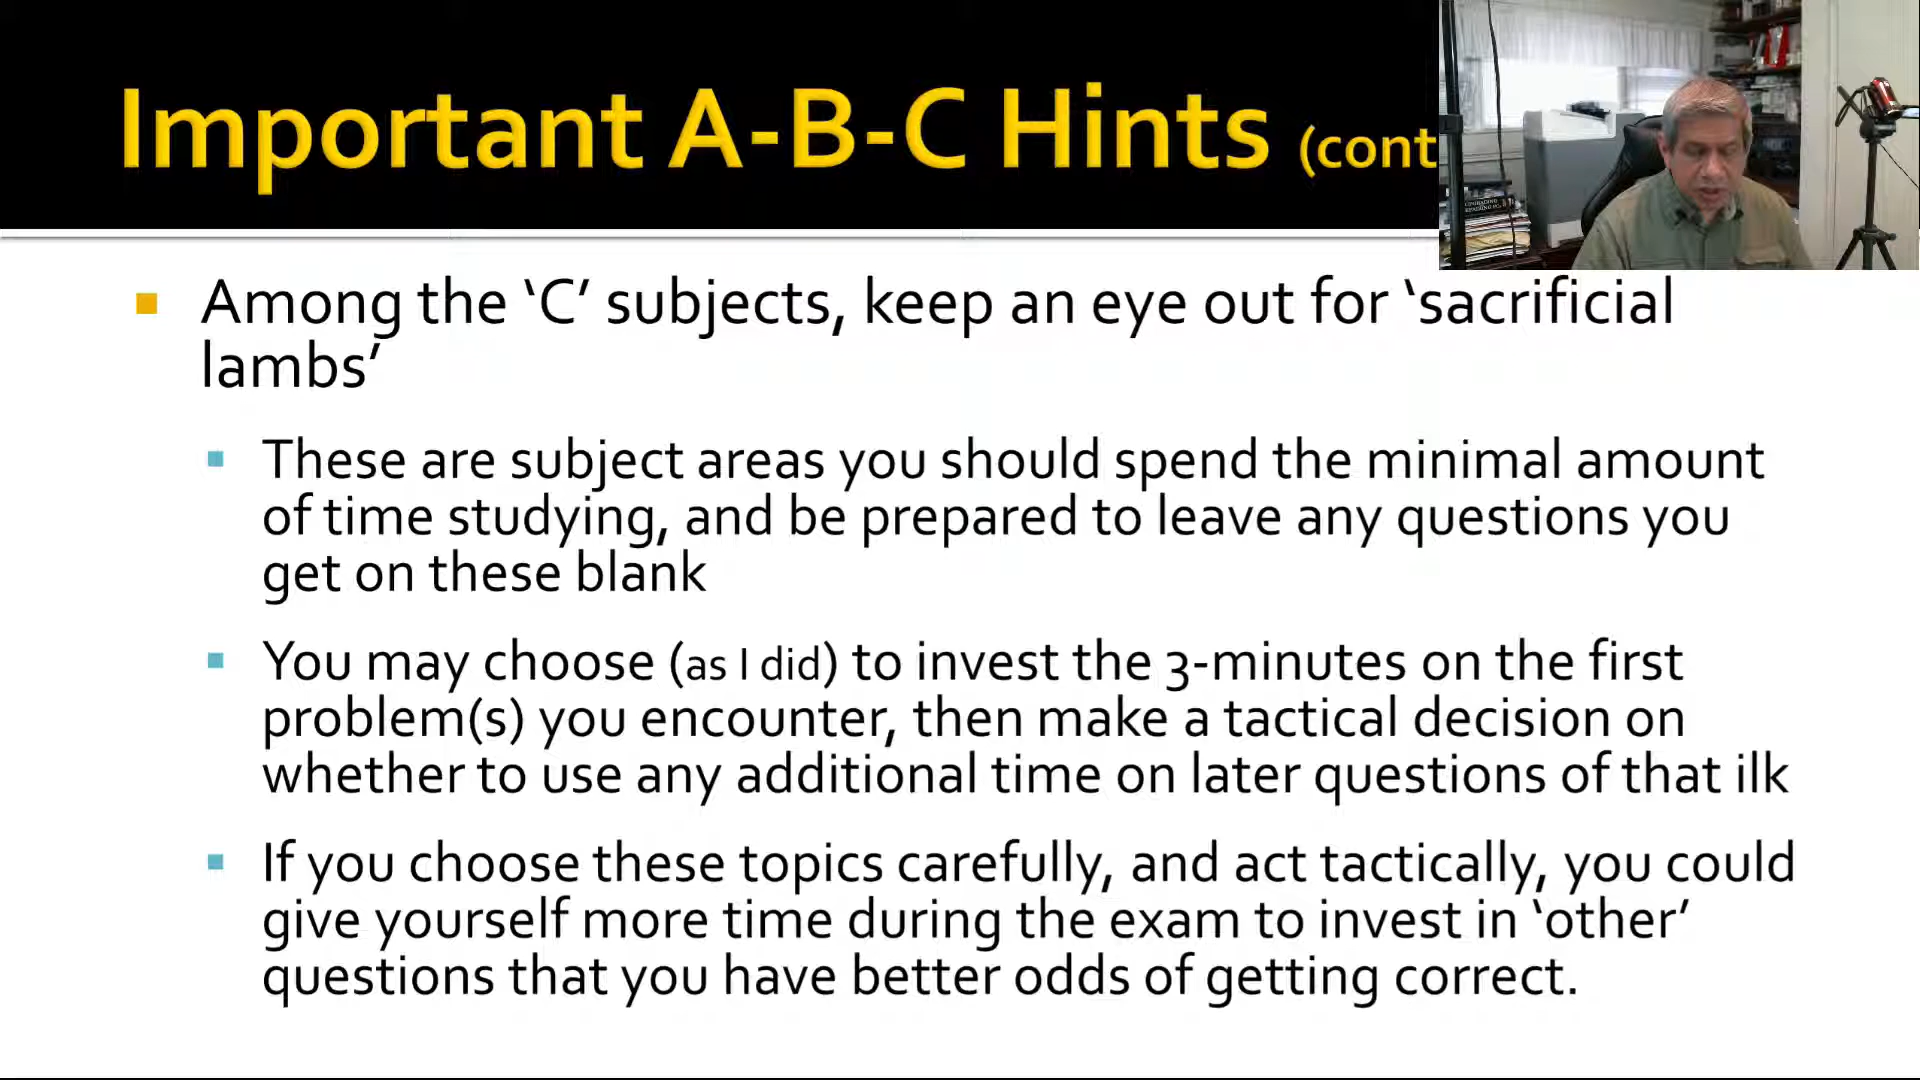 Important A-B-C Hints (cont
Among the ‘C’ subjects, keep an eye out for ‘sacrificial
lambs’
These are subject areas you should spend the minimal amount
of time studying, and be prepared to leave any questions you
get on these blank
You may choose (as I did) to invest the 3-minutes on the first
problem(s) you encounter, then make a tactical decision on
whether to use any additional time on later questions of that ilk
If you choose these topics carefully, and act tactically, you could
give yourself more time during the exam to invest in ‘other’
questions that you have better odds of getting correct.